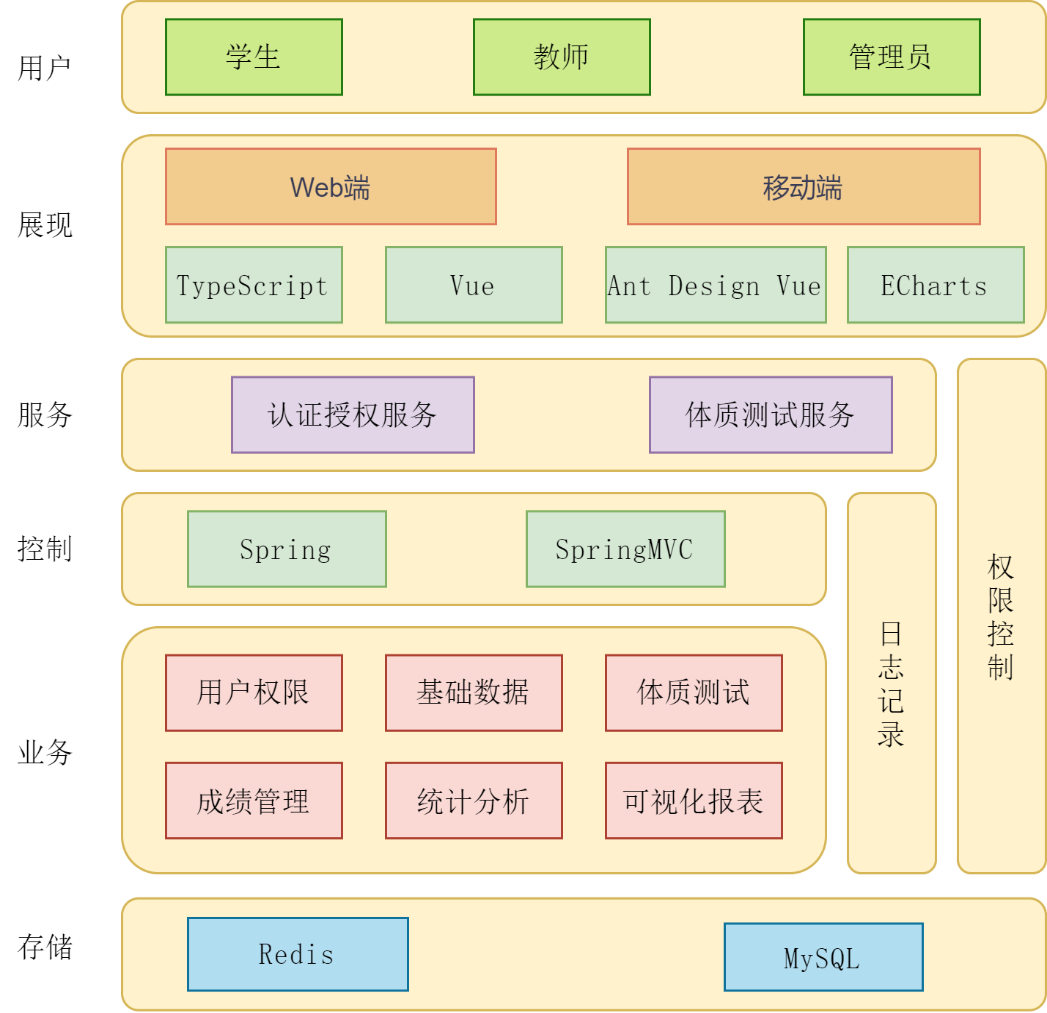 用户
学生
教师
管理员
展现
Web端
移动端
TypeScript
Vue
Ant Design Vue
ECharts
服务
认证授权服务
体质测试服务
控制
Spring
SpringMVC
业务
用户权限
基础数据
体质测试
成绩管理
统计分析
可视化报表
日志记录
权限控制
存储
Redis
MySQL